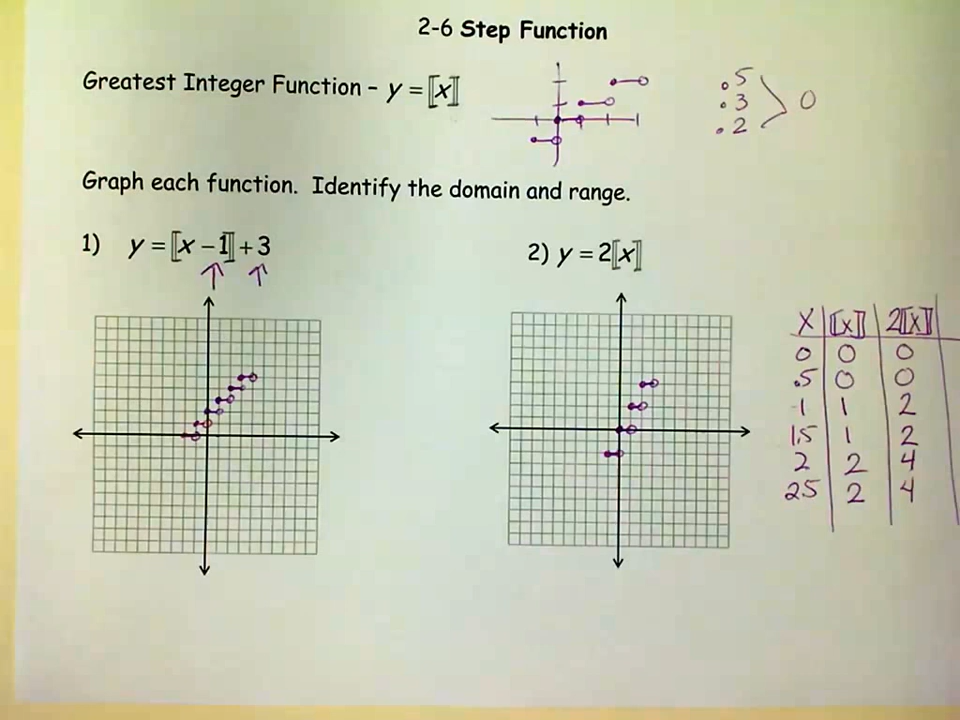 2-6 Step Function
Greatest Integer Function - y = ⟦x⟧
.5
.3 > 0
.2
Graph each function. Identify the domain and range.
1) y = ⟦x - 1⟧ + 3
2) y = 2⟦x⟧
X | ⟦x⟧ | 2⟦x⟧
0 | 0 | 0
.5 | 0 | 0
1 | 1 | 2
1.5 | 1 | 2
2 | 2 | 4
2.5 | 2 | 4